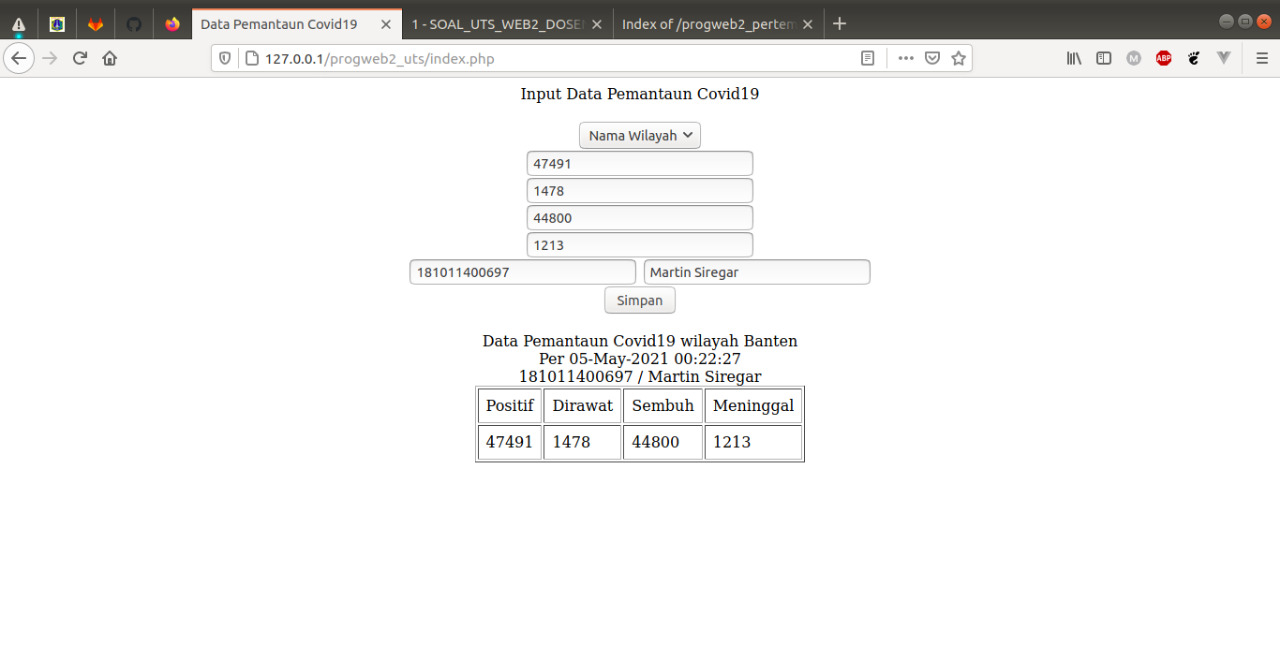 Data Pemantaun Covid19
1 - SOAL_UTS_WEB2_DOSE
Index of /progweb2_pertem
127.0.0.1/progweb2_uts/index.php
ABP
Input Data Pemantaun Covid19
Nama Wilayah
47491
1478
44800
1213
181011400697 Martin Siregar
Simpan
Data Pemantaun Covid19 wilayah Banten
Per 05-May-2021 00:22:27
181011400697 / Martin Siregar
Positif Dirawat Sembuh Meninggal
47491 1478 44800 1213